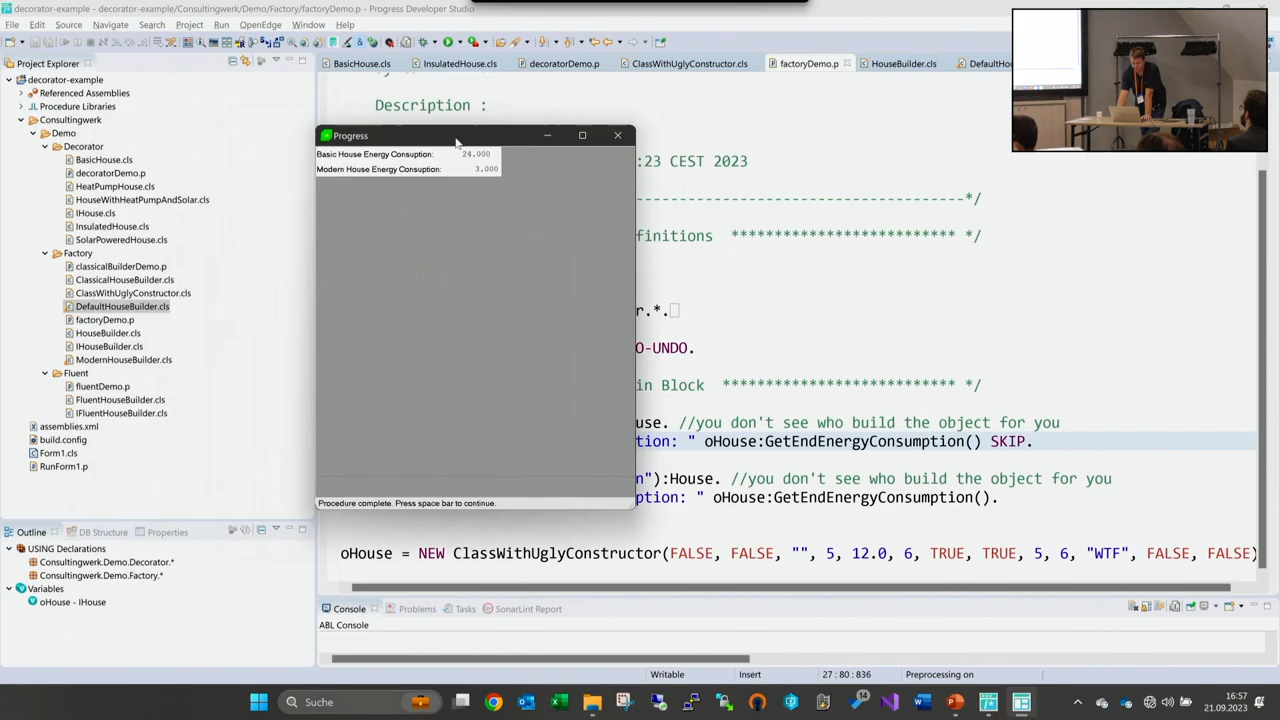 decorator-example - decorator-example/Consultingwerk/Demo/Factory/factoryDemo.p - Progress Developer Studio
File Edit Source Navigate Search Project Run OpenEdge Window Help
Project Explorer
decorator-example
Referenced Assemblies
Procedure Libraries
Consultingwerk
Demo
Decorator
BasicHouse.cls
decoratorDemo.p
HeatPumpHouse.cls
HouseWithHeatPumpAndSolar.cls
IHouse.cls
InsulatedHouse.cls
SolarPoweredHouse.cls
Factory
classicalBuilderDemo.p
ClassicalHouseBuilder.cls
ClassWithUglyConstructor.cls
DefaultHouseBuilder.cls
factoryDemo.p
HouseBuilder.cls
IHouseBuilder.cls
ModernHouseBuilder.cls
Fluent
fluentDemo.p
FluentHouseBuilder.cls
IFluentHouseBuilder.cls
assemblies.xml
build.config
Form1.cls
RunForm1.p
Outline DB Structure Properties
USING Declarations
Consultingwerk.Demo.Decorator.*
Consultingwerk.Demo.Factory.*
Variables
oHouse - IHouse
BasicHouse.cls InsulatedHouse.cls decoratorDemo.p ClassWithUglyConstructor.cls factoryDemo.p HouseBuilder.cls DefaultHou
Description :
:23 CEST 2023
----------------------------------------------------------------------*/
finitions ************************** */
r.*.
O-UNDO.
in Block ************************** */
use. //you don't see who build the object for you
tion: " oHouse:GetEndEnergyConsumption() SKIP.
n"):House. //you don't see who build the object for you
ption: " oHouse:GetEndEnergyConsumption().
oHouse = NEW ClassWithUglyConstructor(FALSE, FALSE, "", 5, 12.0, 6, TRUE, TRUE, 5, 6, "WTF", FALSE, FALSE)
Progress
Basic House Energy Consuption: 24.000
Modern House Energy Consuption: 3.000
Procedure complete. Press space bar to continue.
Console Problems Tasks SonarLint Report
ABL Console
Writable Insert 27 : 80 : 836 Preprocessing on
Suche
14
16:57
21.09.2023